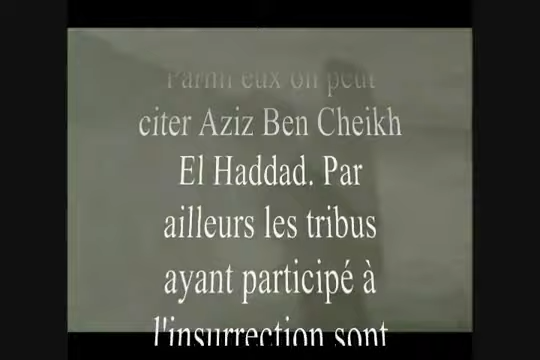 Parmi eux on peut
citer Aziz Ben Cheikh
El Haddad. Par
ailleurs les tribus
ayant participé à
l'insurrection sont